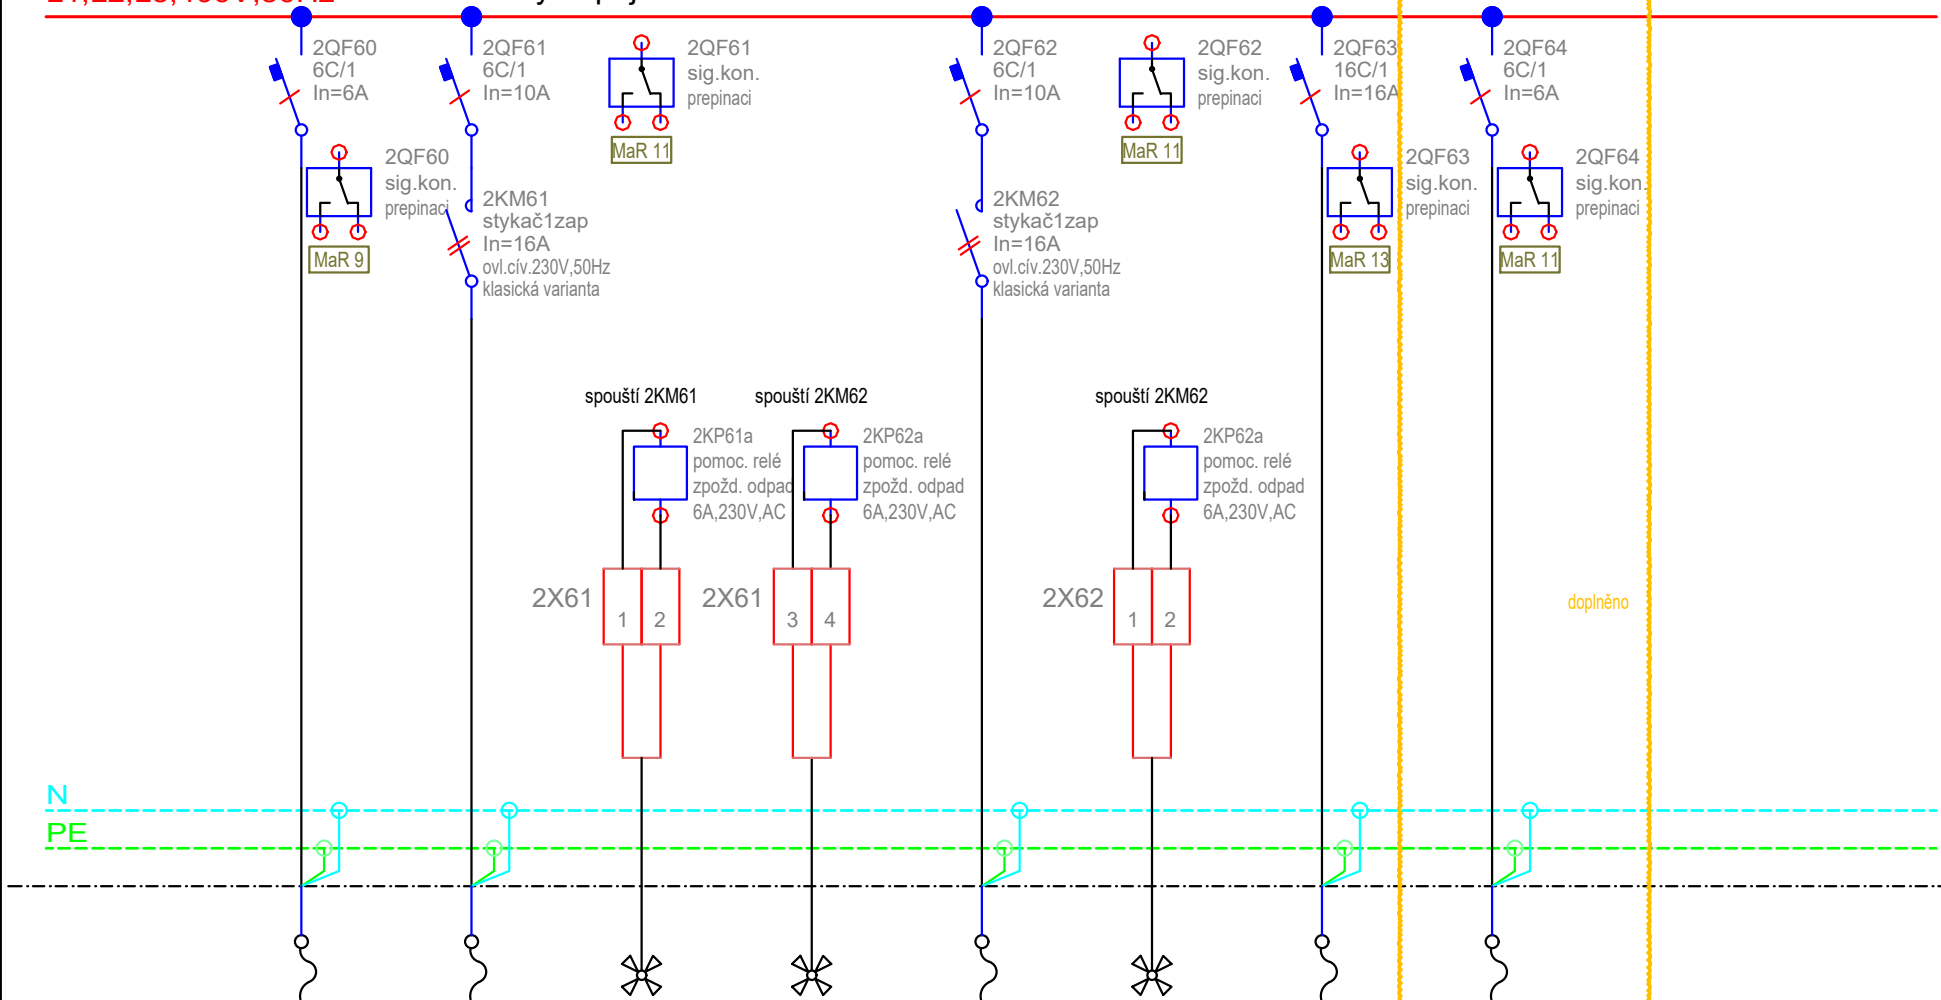 2QF60
6C/1
In=6A
2QF61
6C/1
In=10A
2QF61
sig.kon.
prepinaci
MaR 11
2QF62
6C/1
In=10A
2QF62
sig.kon.
prepinaci
MaR 11
2QF63
16C/1
In=16A
2QF64
6C/1
In=6A
2QF60
sig.kon.
prepinaci
MaR 9
2KM61
stykač1zap
In=16A
ovl.cív.230V,50Hz
klasická varianta
2KM62
stykač1zap
In=16A
ovl.cív.230V,50Hz
klasická varianta
2QF63
sig.kon.
prepinaci
MaR 13
2QF64
sig.kon.
prepinaci
MaR 11
spouští 2KM61
2KP61a
pomoc. relé
zpožd. odpad
6A,230V,AC
spouští 2KM62
2KP62a
pomoc. relé
zpožd. odpad
6A,230V,AC
spouští 2KM62
2KP62a
pomoc. relé
zpožd. odpad
6A,230V,AC
2X61
1 2
2X61
3 4
2X62
1 2
doplněno
N
PE